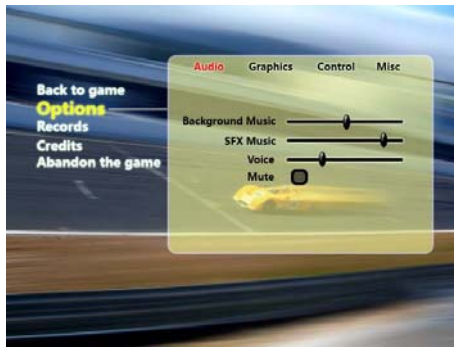 Audio Graphics Control Misc
Back to game
Options
Records
Credits
Abandon the game
Background Music
SFX Music
Voice
Mute